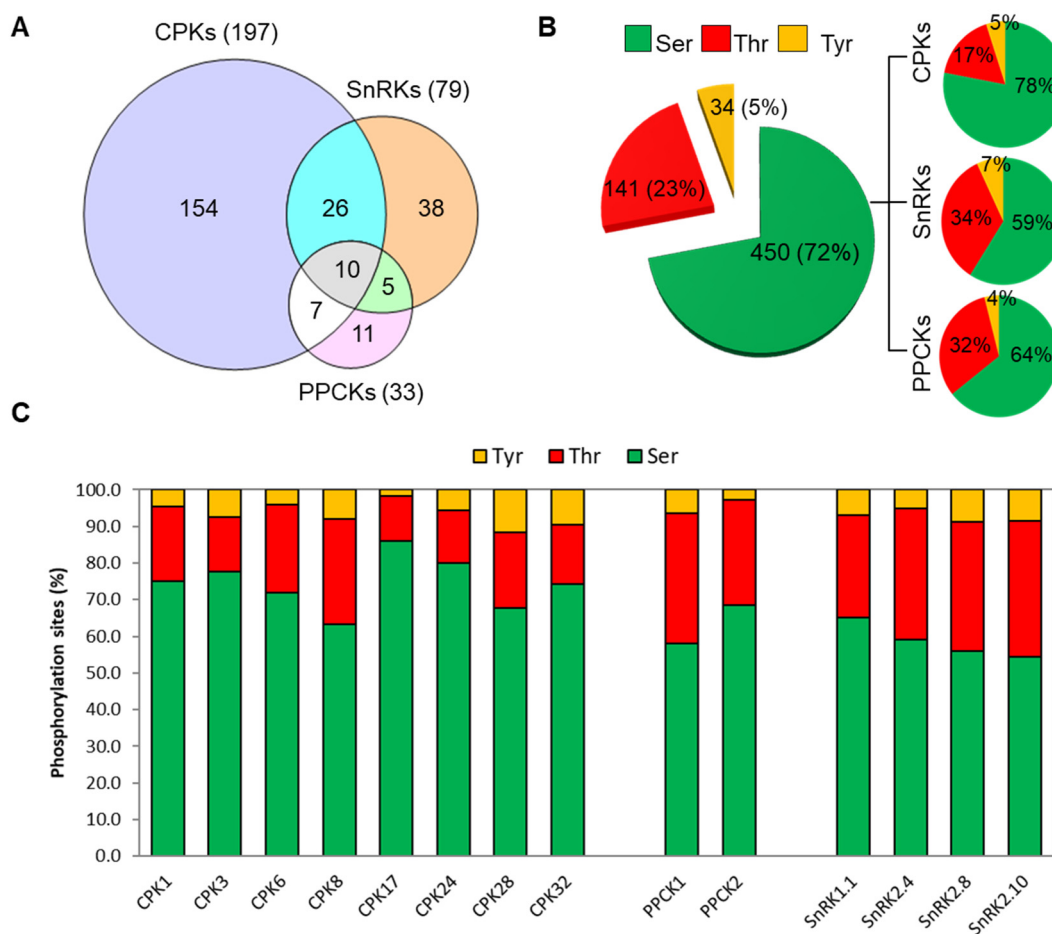 A
CPKs (197)
SnRKs (79)
154
26
38
10
5
7
11
PPCKs (33)
B
Ser Thr Tyr
34 (5%)
141 (23%)
450 (72%)
CPKs
5%
17%
78%
SnRKs
7%
34%
59%
PPCKs
4%
32%
64%
C
Tyr Thr Ser
Phosphorylation sites (%)
100.0
90.0
80.0
70.0
60.0
50.0
40.0
30.0
20.0
10.0
0.0
CPK1
CPK3
CPK6
CPK8
CPK17
CPK24
CPK28
CPK32
PPCK1
PPCK2
SnRK1.1
SnRK2.4
SnRK2.8
SnRK2.10